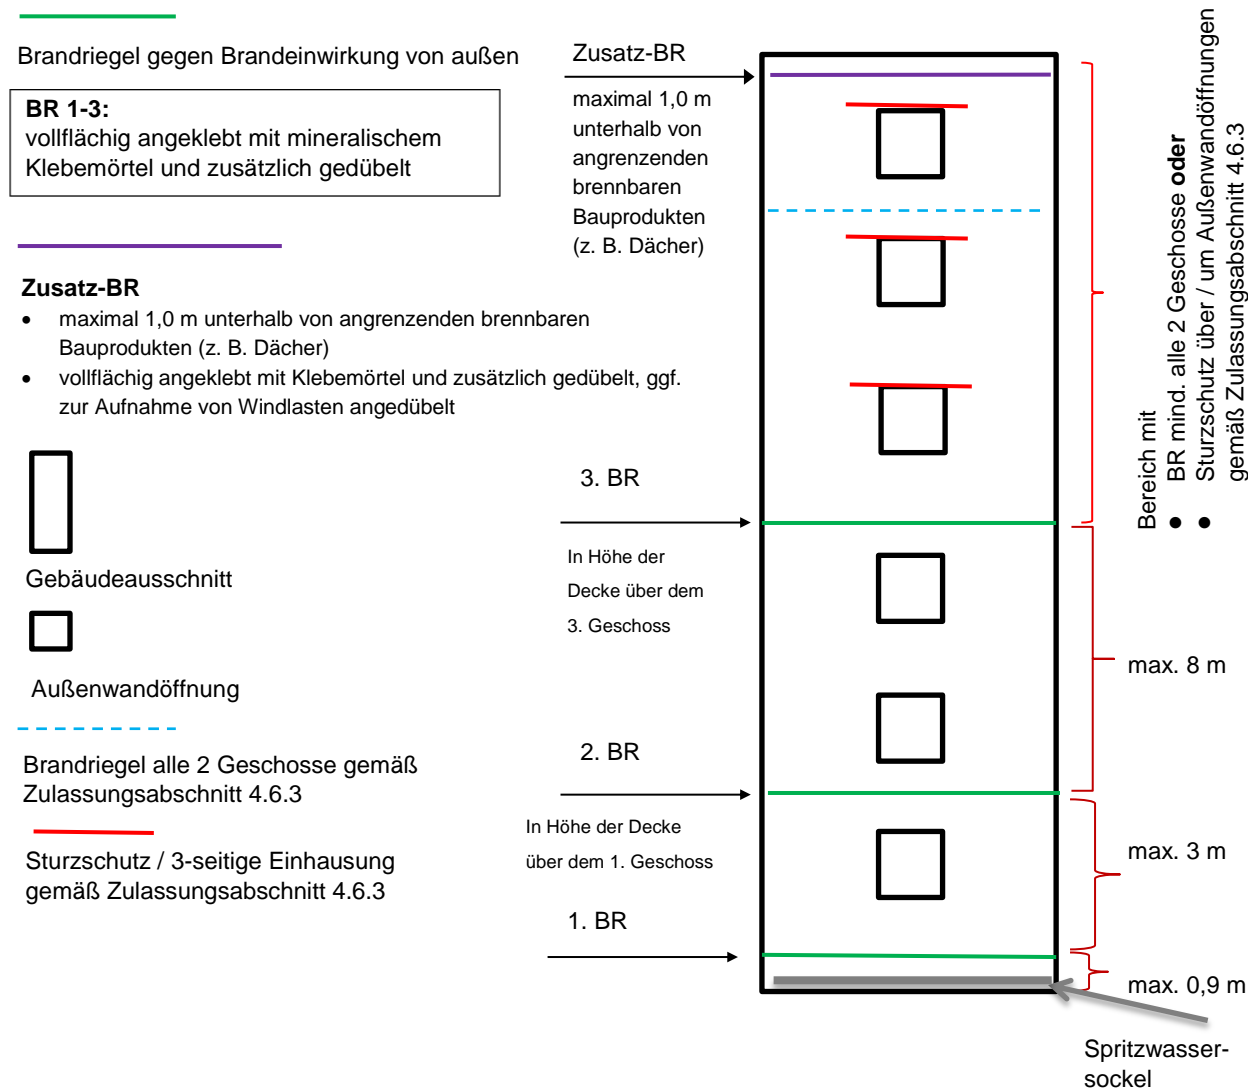 Brandriegel gegen Brandeinwirkung von außen
BR 1-3:
vollflächig angeklebt mit mineralischem
Klebemörtel und zusätzlich gedübelt
Zusatz-BR
• maximal 1,0 m unterhalb von angrenzenden brennbaren
Bauprodukten (z. B. Dächer)
• vollflächig angeklebt mit Klebemörtel und zusätzlich gedübelt, ggf.
zur Aufnahme von Windlasten angedübelt
Gebäudeausschnitt
Außenwandöffnung
Brandriegel alle 2 Geschosse gemäß
Zulassungsabschnitt 4.6.3
Sturzschutz / 3-seitige Einhausung
gemäß Zulassungsabschnitt 4.6.3
Zusatz-BR
maximal 1,0 m
unterhalb von
angrenzenden
brennbaren
Bauprodukten
(z. B. Dächer)
3. BR
In Höhe der
Decke über dem
3. Geschoss
2. BR
In Höhe der Decke
über dem 1. Geschoss
1. BR
Bereich mit
• BR mind. alle 2 Geschosse oder
• Sturzschutz über / um Außenwandöffnungen
gemäß Zulassungsabschnitt 4.6.3
max. 8 m
max. 3 m
max. 0,9 m
Spritzwasser-
sockel